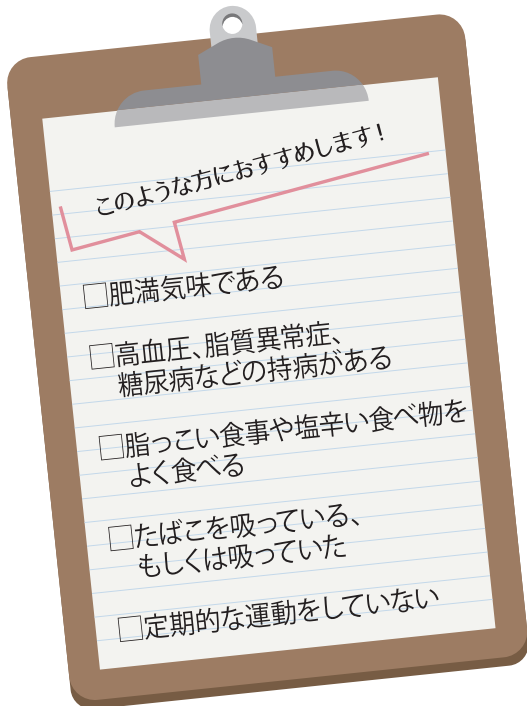 このような方におすすめします！
□肥満気味である
□高血圧、脂質異常症、
糖尿病などの持病がある
□脂っこい食事や塩辛い食べ物を
よく食べる
□たばこを吸っている、
もしくは吸っていた
□定期的な運動をしていない